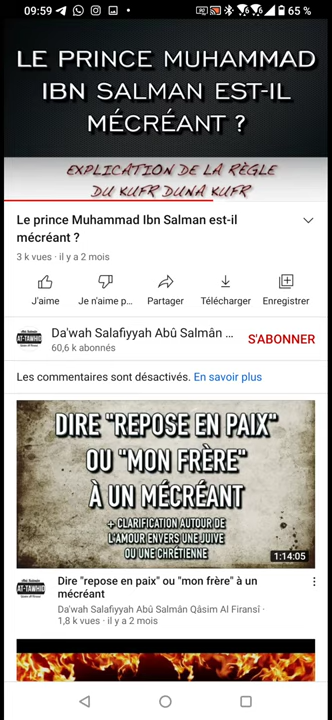 09:59
65 %
LE PRINCE MUHAMMAD
IBN SALMAN EST-IL
MÉCRÉANT ?
EXPLICATION DE LA RÈGLE
DU KUFR DUNA KUFR
Le prince Muhammad Ibn Salman est-il
mécréant ?
3 k vues · il y a 2 mois
J'aime
Je n'aime p...
Partager
Télécharger
Enregistrer
AT-TAWHID
Da'wah Salafiyyah Abû Salmân ...
S'ABONNER
60,6 k abonnés
Les commentaires sont désactivés. En savoir plus
DIRE "REPOSE EN PAIX"
OU "MON FRÈRE"
À UN MÉCRÉANT
+ CLARIFICATION AUTOUR DE
L'AMOUR ENVERS UNE JUIVE
OU UNE CHRÉTIENNE
1:14:05
AT-TAWHID
Dire "repose en paix" ou "mon frère" à un
mécréant
Da'wah Salafiyyah Abû Salmân Qâsim Al Firansî ·
1,8 k vues · il y a 2 mois